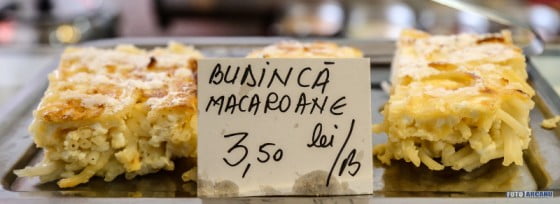 BUDINCĂ
MACAROANE
3,50 lei/B
FOTO ARCANU